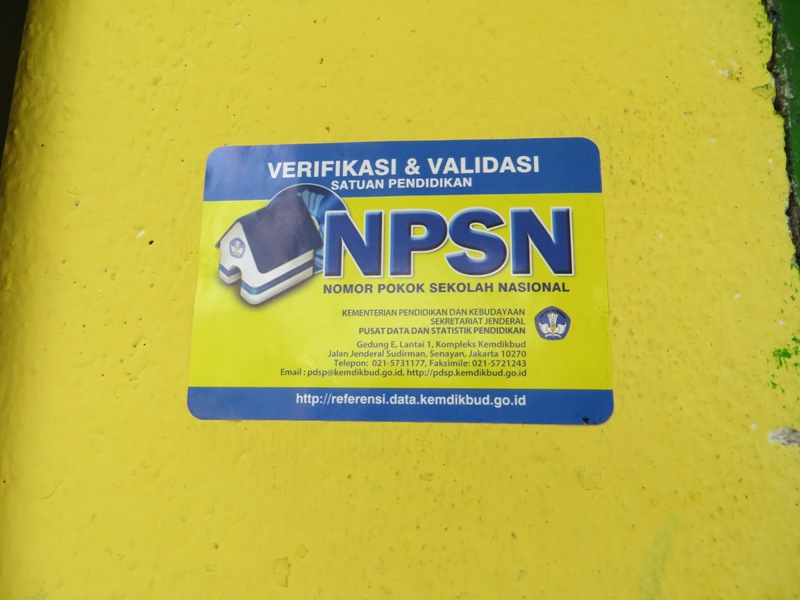 VERIFIKASI & VALIDASI
SATUAN PENDIDIKAN
NPSN
NOMOR POKOK SEKOLAH NASIONAL
KEMENTERIAN PENDIDIKAN DAN KEBUDAYAAN
SEKRETARIAT JENDERAL
PUSAT DATA DAN STATISTIK PENDIDIKAN
Gedung E, Lantai 1, Kompleks Kemdikbud
Jalan Jenderal Sudirman, Senayan, Jakarta 10270
Telepon: 021-5731177, Faksimile: 021-5721243
Email : pdsp@kemdikbud.go.id, http://pdsp.kemdikbud.go.id
http://referensi.data.kemdikbud.go.id